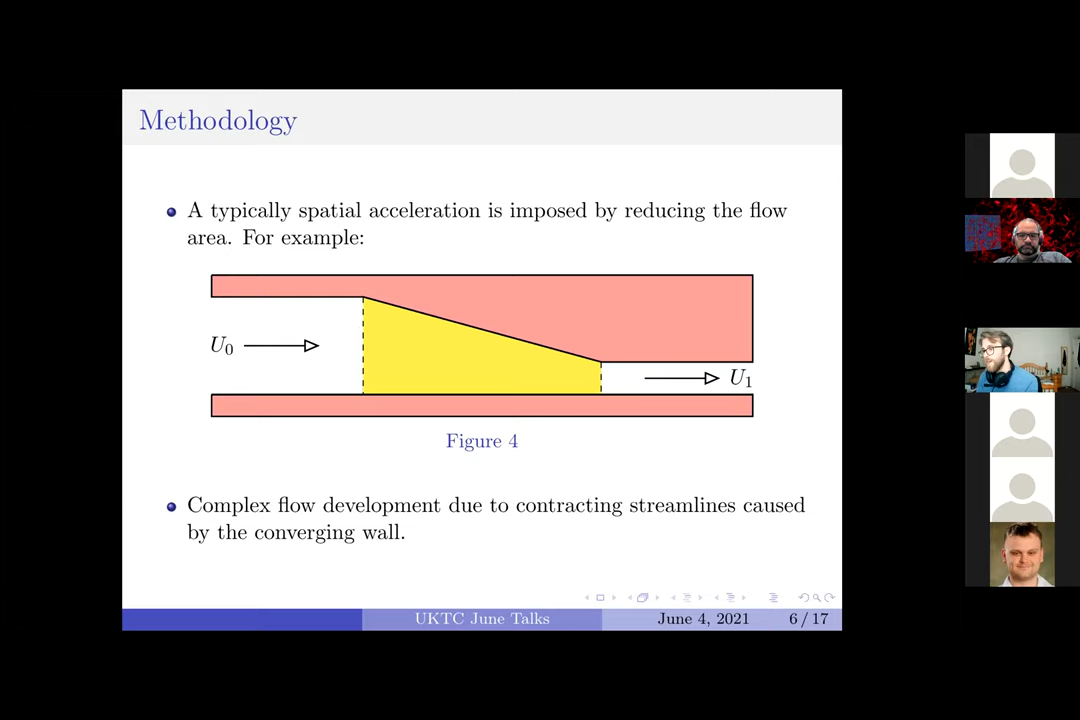 Methodology
A typically spatial acceleration is imposed by reducing the flow
area. For example:
U0
U1
Figure 4
Complex flow development due to contracting streamlines caused
by the converging wall.
UKTC June Talks June 4, 2021 6 / 17